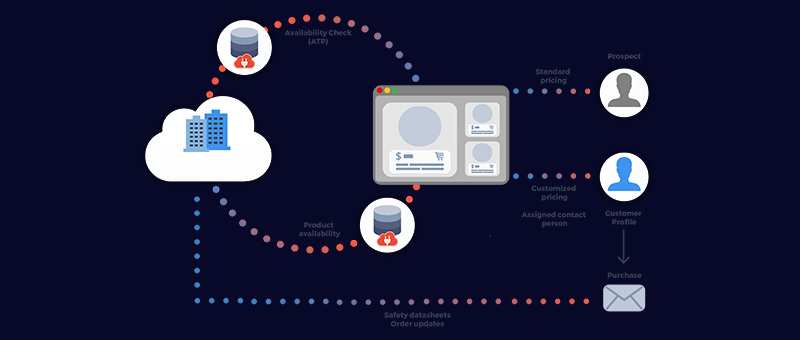 Availability Check
(ATP)
Prospect
Standard
pricing
$
$
$
Customized
pricing
Assigned contact
person
Customer
Profile
Product
availability
Purchase
Safety datasheets
Order updates